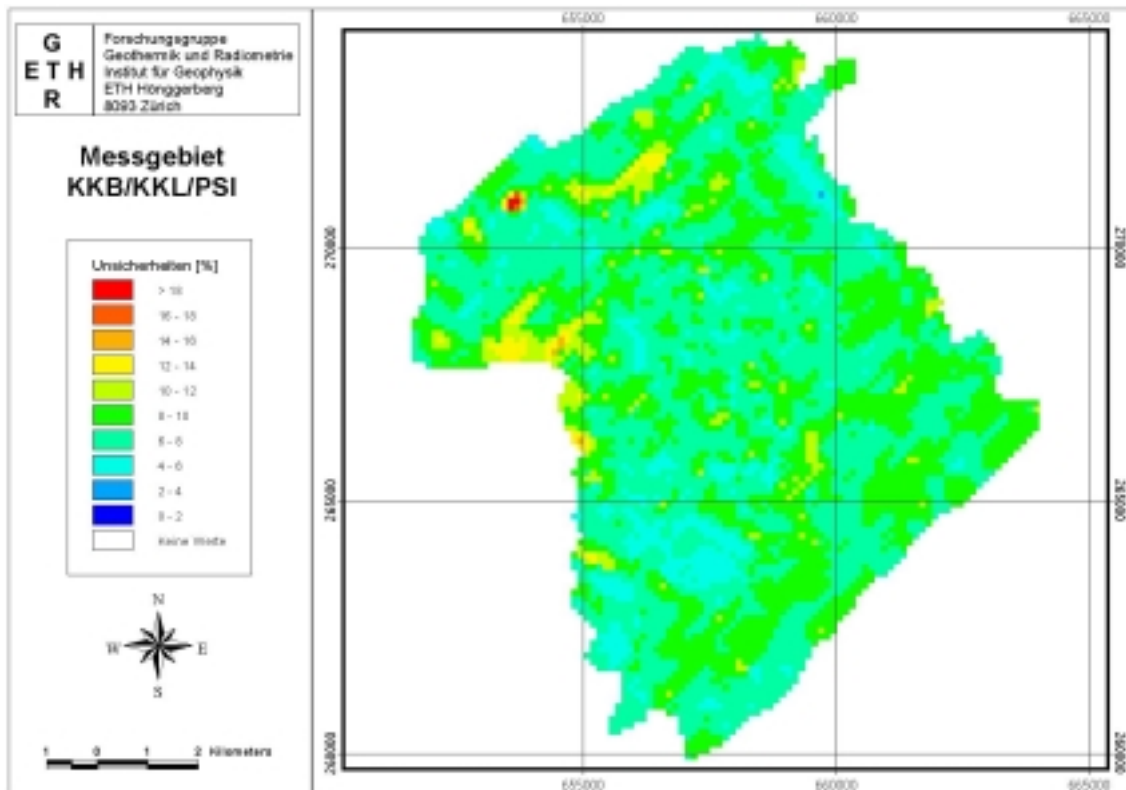 G
E T H
R
Forschungsgruppe
Geothermik und Radiometrie
Institut für Geophysik
ETH Hönggerberg
8093 Zürich
Messgebiet
KKB/KKL/PSI
Unsicherheiten [%]
> 18
16 - 18
14 - 16
12 - 14
10 - 12
8 - 10
6 - 8
4 - 6
2 - 4
0 - 2
Keine Werte
N
W E
S
1 0 1 2 Kilometers
655000 660000 665000
270000 270000
265000 265000
260000 260000
655000 660000 665000